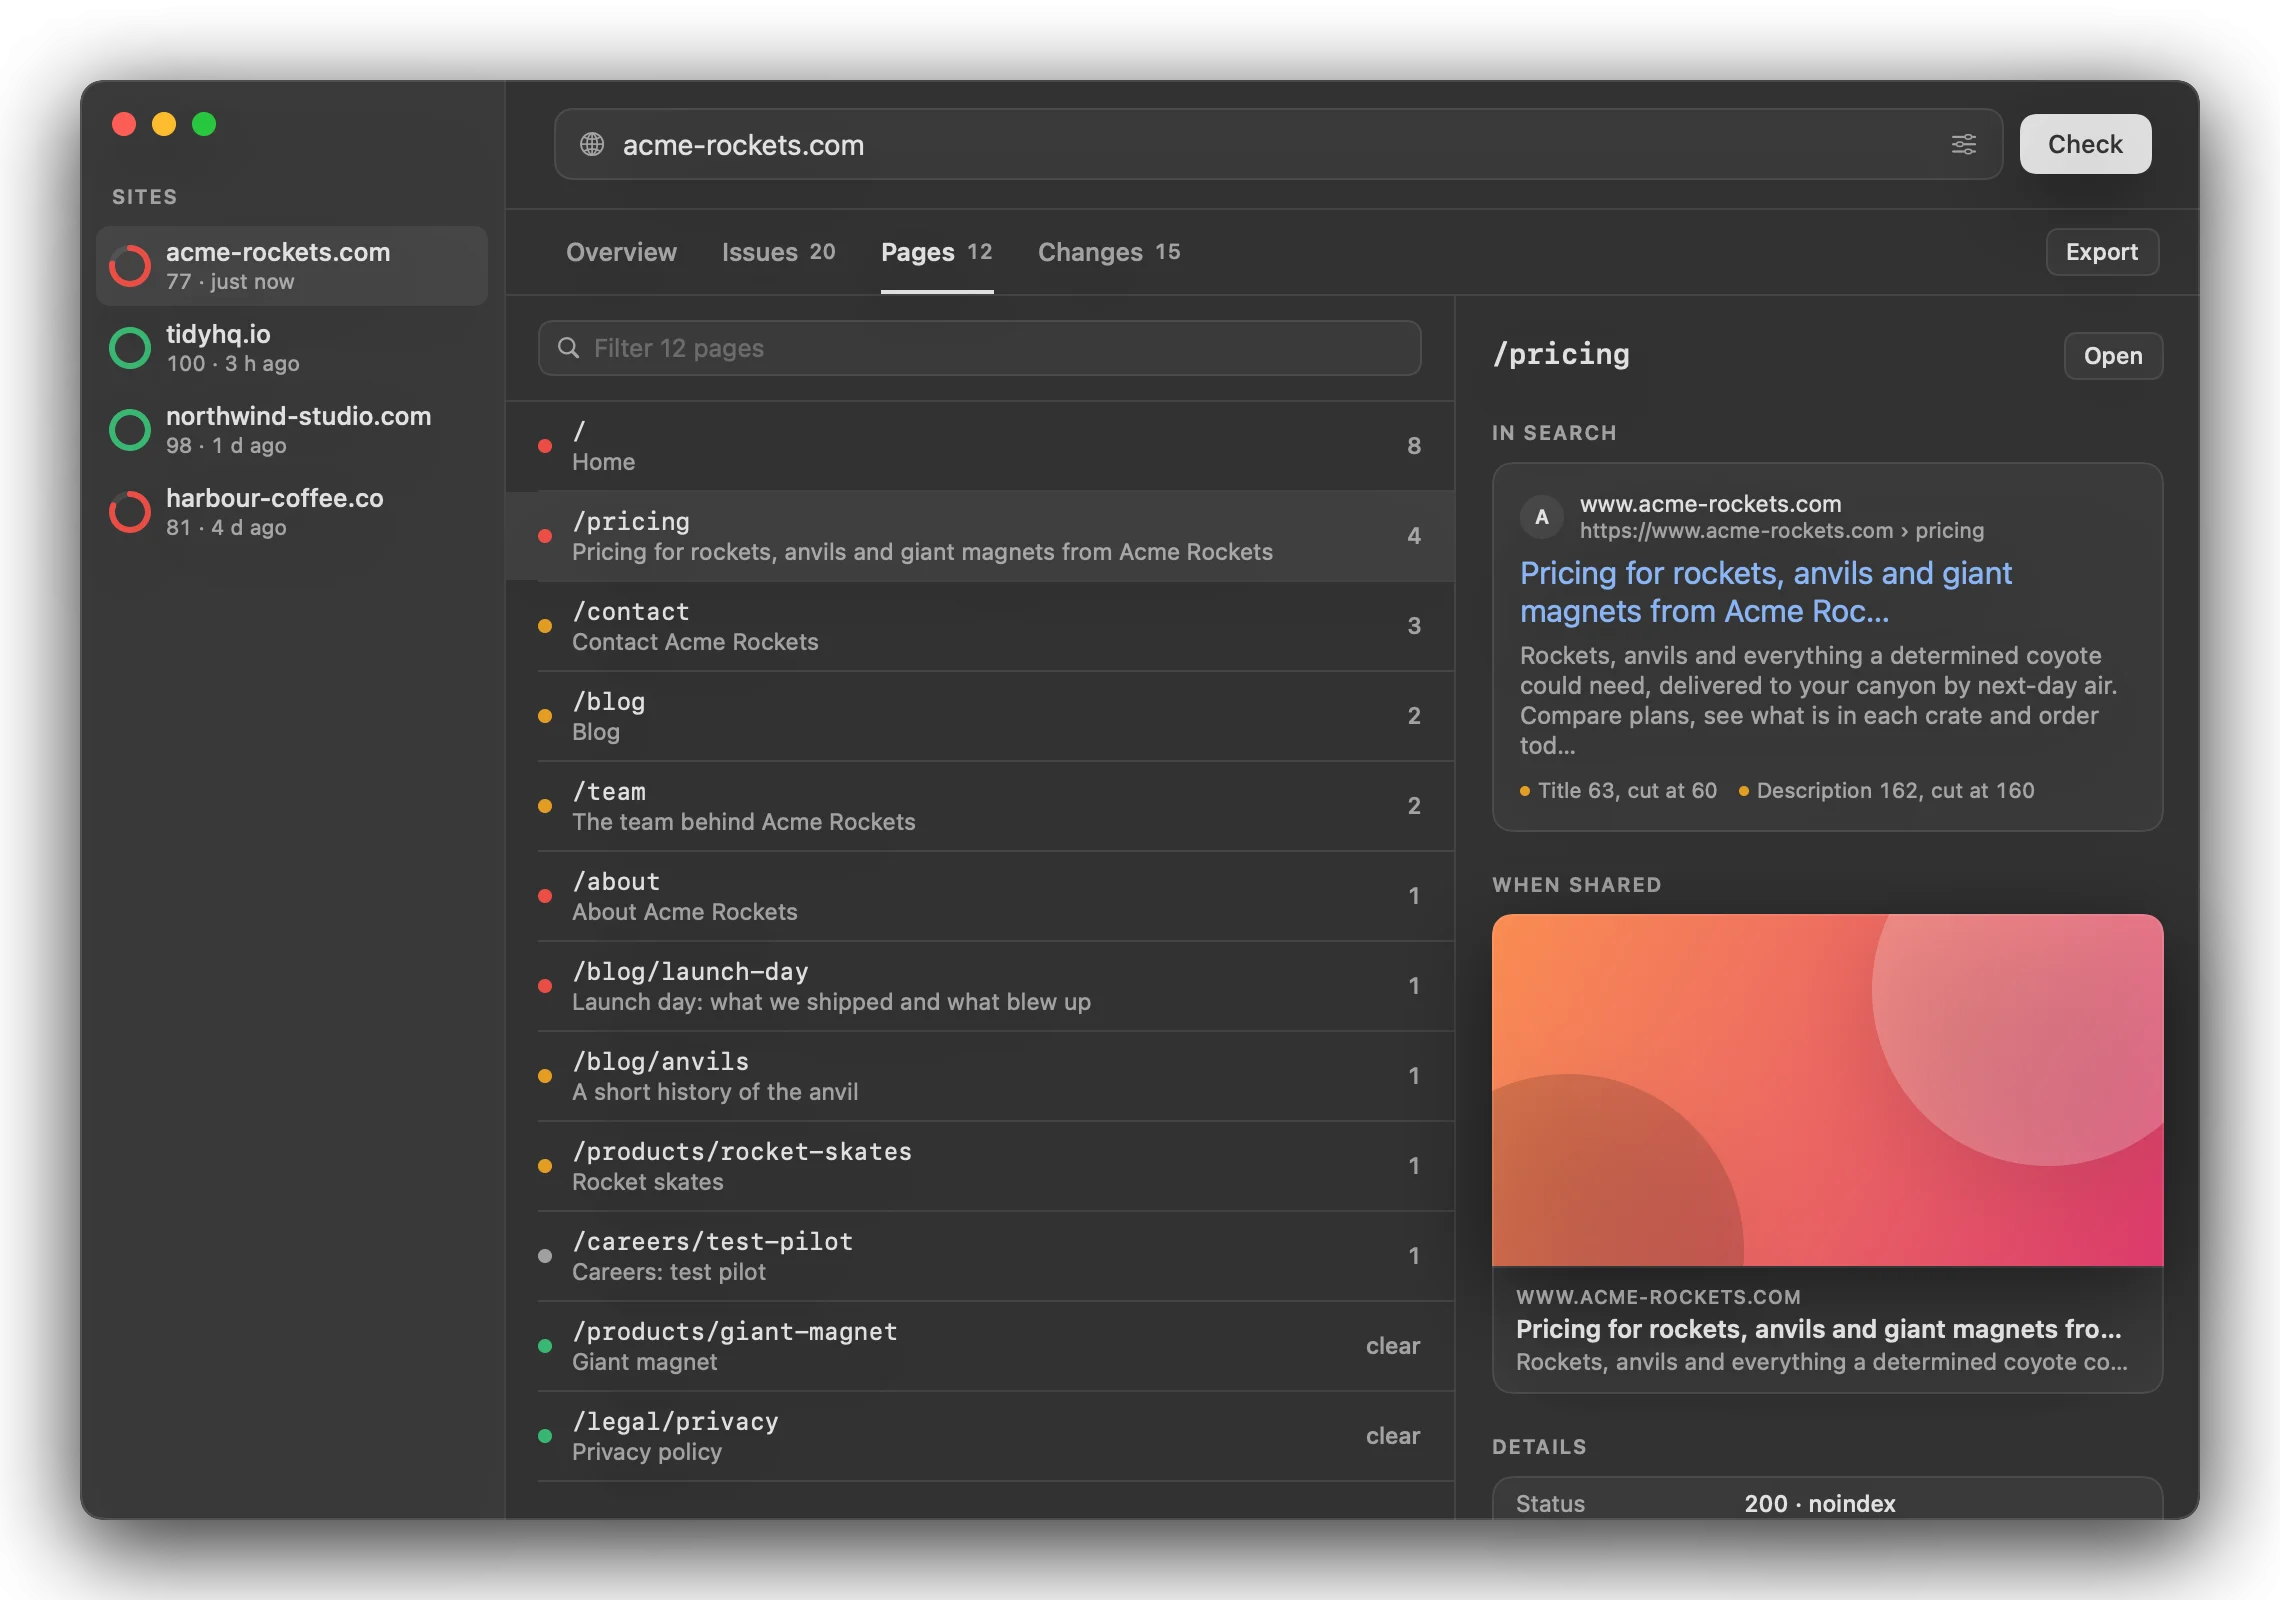 SITES
acme-rockets.com
77 · just now
tidyhq.io
100 · 3 h ago
northwind-studio.com
98 · 1 d ago
harbour-coffee.co
81 · 4 d ago
acme-rockets.com
Check
Overview Issues 20 Pages 12 Changes 15
Export
Filter 12 pages
/
Home
8
/pricing
Pricing for rockets, anvils and giant magnets from Acme Rockets
4
/contact
Contact Acme Rockets
3
/blog
Blog
2
/team
The team behind Acme Rockets
2
/about
About Acme Rockets
1
/blog/launch-day
Launch day: what we shipped and what blew up
1
/blog/anvils
A short history of the anvil
1
/products/rocket-skates
Rocket skates
1
/careers/test-pilot
Careers: test pilot
1
/products/giant-magnet
Giant magnet
clear
/legal/privacy
Privacy policy
clear
/pricing
Open
IN SEARCH
A
www.acme-rockets.com
https://www.acme-rockets.com › pricing
Pricing for rockets, anvils and giant
magnets from Acme Roc...
Rockets, anvils and everything a determined coyote
could need, delivered to your canyon by next-day air.
Compare plans, see what is in each crate and order
tod...
Title 63, cut at 60 Description 162, cut at 160
WHEN SHARED
WWW.ACME-ROCKETS.COM
Pricing for rockets, anvils and giant magnets fro...
Rockets, anvils and everything a determined coyote co...
DETAILS
Status 200 · noindex